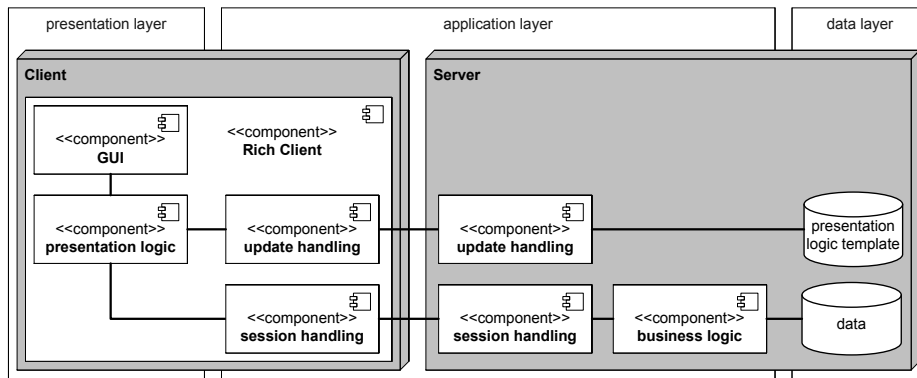 presentation layer
application layer
data layer
Client
Server
<<component>>
GUI
<<component>>
Rich Client
<<component>>
presentation logic
<<component>>
update handling
<<component>>
update handling
presentation
logic template
<<component>>
session handling
<<component>>
session handling
<<component>>
business logic
data